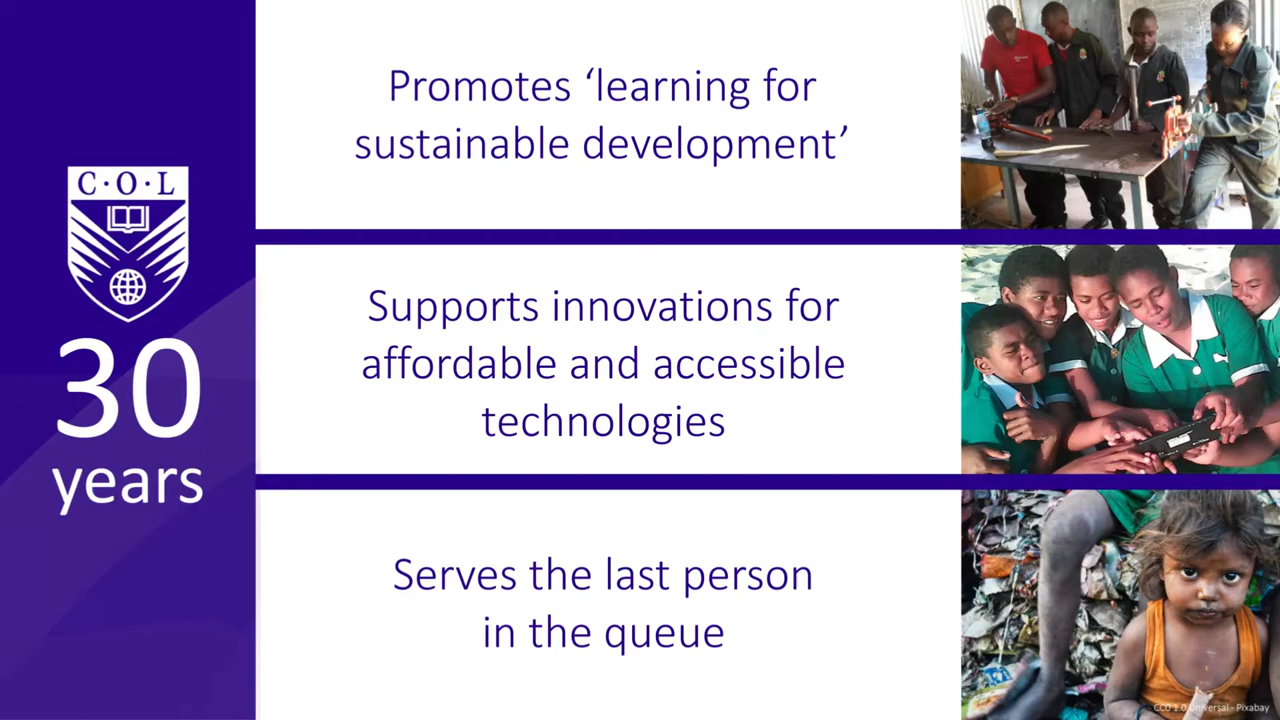 C·O·L
30
years
Promotes ‘learning for
sustainable development’
Supports innovations for
affordable and accessible
technologies
Serves the last person
in the queue
CC0 1.0 Universal - Pixabay